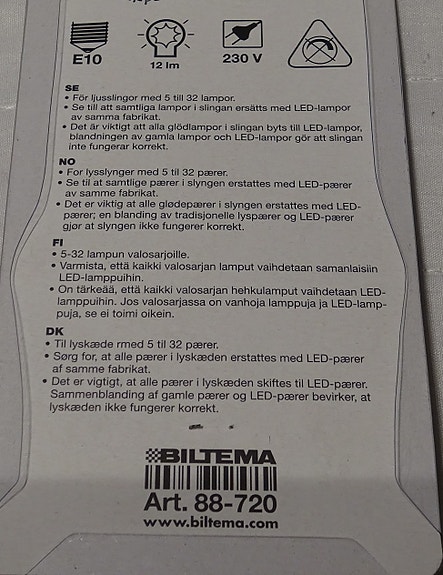 E10
12 lm
230 V
SE
• För ljusslingor med 5 till 32 lampor.
• Se till att samtliga lampor i slingan ersätts med LED-lampor
av samma fabrikat.
• Det är viktigt att alla glödlampor i slingan byts till LED-lampor,
blandningen av gamla lampor och LED-lampor gör att slingan
inte fungerar korrekt.
NO
• For lysslynger med 5 til 32 pærer.
• Se til at samtlige pærer i slyngen erstattes med LED-pærer
av samme fabrikat.
• Det er viktig at alle glødepærer i slyngen erstattes med LED-
pærer; en blanding av tradisjonelle lyspærer og LED-pærer
gjør at slyngen ikke fungerer korrekt.
FI
• 5-32 lampun valosarjoille.
• Varmista, että kaikki valosarjan lamput vaihdetaan samanlaisiin
LED-lamppuihin.
• On tärkeää, että kaikki valosarjan hehkulamput vaihdetaan LED-
lamppuihin. Jos valosarjassa on vanhoja lamppuja ja LED-lamp-
puja, se ei toimi oikein.
DK
• Til lyskæde rmed 5 til 32 pærer.
• Sørg for, at alle pærer i lyskæden erstattes med LED-pærer
af samme fabrikat.
• Det er vigtigt, at alle pærer i lyskæden skiftes til LED-pærer.
Sammenblanding af gamle pærer og LED-pærer bevirker, at
lyskæden ikke fungerer korrekt.
BILTEMA
Art. 88-720
www.biltema.com